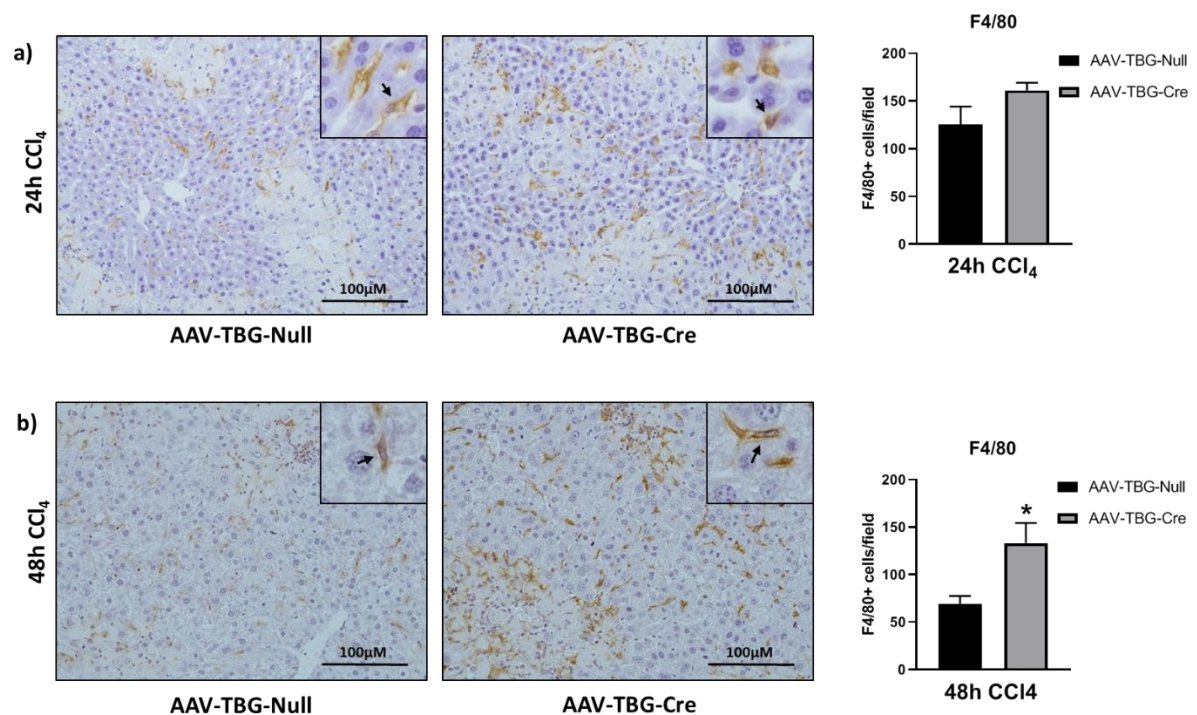 a)
24h CCl₄
100μM
AAV-TBG-Null
100μM
AAV-TBG-Cre
F4/80
F4/80+ cells/field
200
150
100
50
0
24h CCl₄
AAV-TBG-Null
AAV-TBG-Cre
b)
48h CCl₄
100μM
AAV-TBG-Null
100μM
AAV-TBG-Cre
F4/80
F4/80+ cells/field
200
150
100
50
0
*
48h CCl4
AAV-TBG-Null
AAV-TBG-Cre